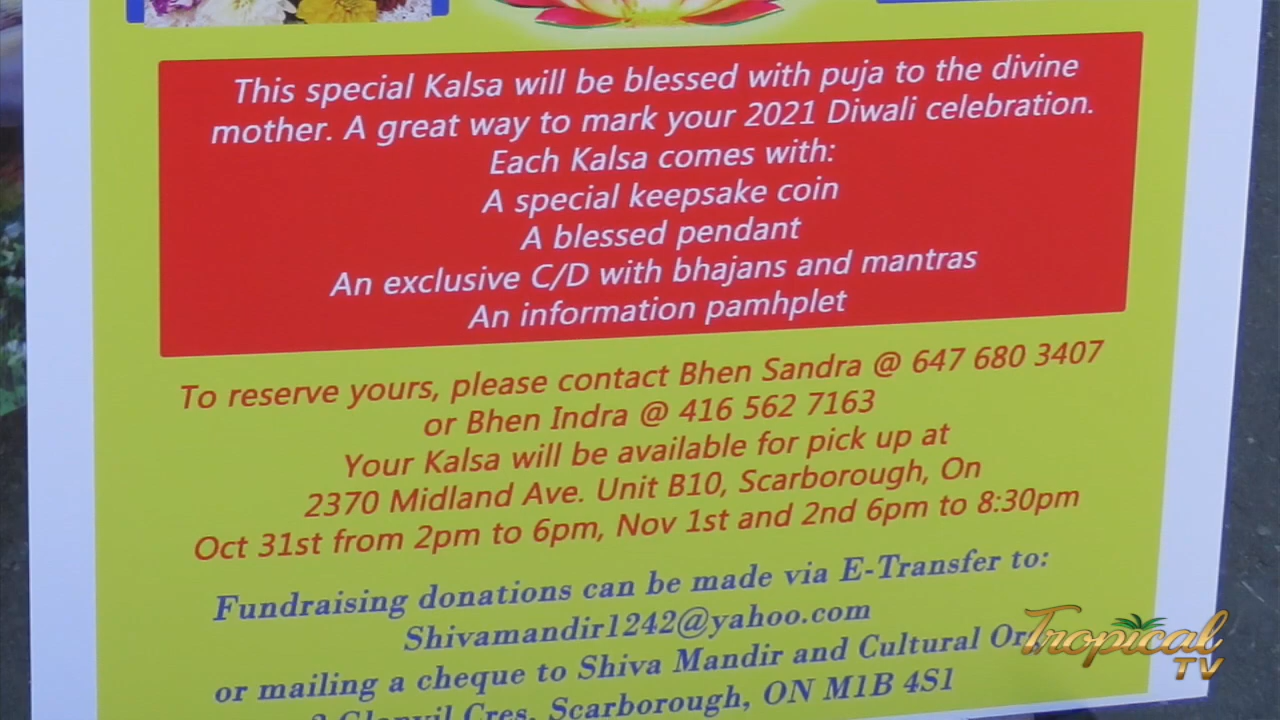 This special Kalsa will be blessed with puja to the divine
mother. A great way to mark your 2021 Diwali celebration.
Each Kalsa comes with:
A special keepsake coin
A blessed pendant
An exclusive C/D with bhajans and mantras
An information pamhplet
To reserve yours, please contact Bhen Sandra @ 647 680 3407
or Bhen Indra @ 416 562 7163
Your Kalsa will be available for pick up at
2370 Midland Ave. Unit B10, Scarborough, On
Oct 31st from 2pm to 6pm, Nov 1st and 2nd 6pm to 8:30pm
Fundraising donations can be made via E-Transfer to:
Shivamandir1242@yahoo.com
or mailing a cheque to Shiva Mandir and Cultural
Cres, Scarborough, ON M1B 4S1
Tropical
TV